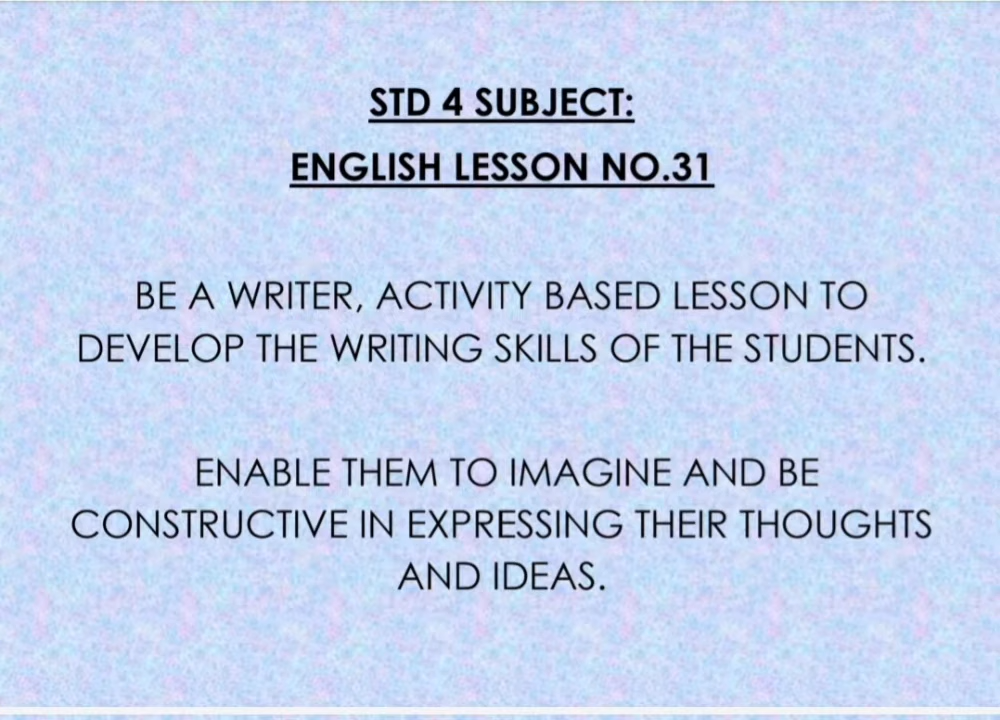 STD 4 SUBJECT:
ENGLISH LESSON NO.31
BE A WRITER, ACTIVITY BASED LESSON TO
DEVELOP THE WRITING SKILLS OF THE STUDENTS.
ENABLE THEM TO IMAGINE AND BE
CONSTRUCTIVE IN EXPRESSING THEIR THOUGHTS
AND IDEAS.